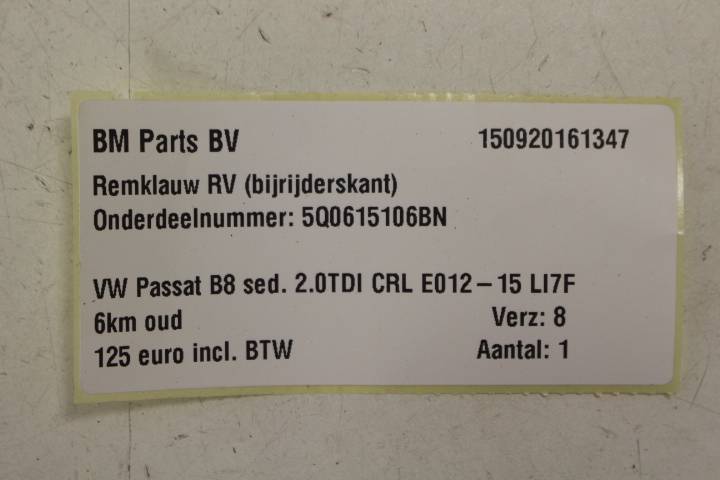 BM Parts BV 150920161347
Remklauw RV (bijrijderskant)
Onderdeelnummer: 5Q0615106BN
VW Passat B8 sed. 2.0TDI CRL E012-15 LI7F
6km oud Verz: 8
125 euro incl. BTW Aantal: 1